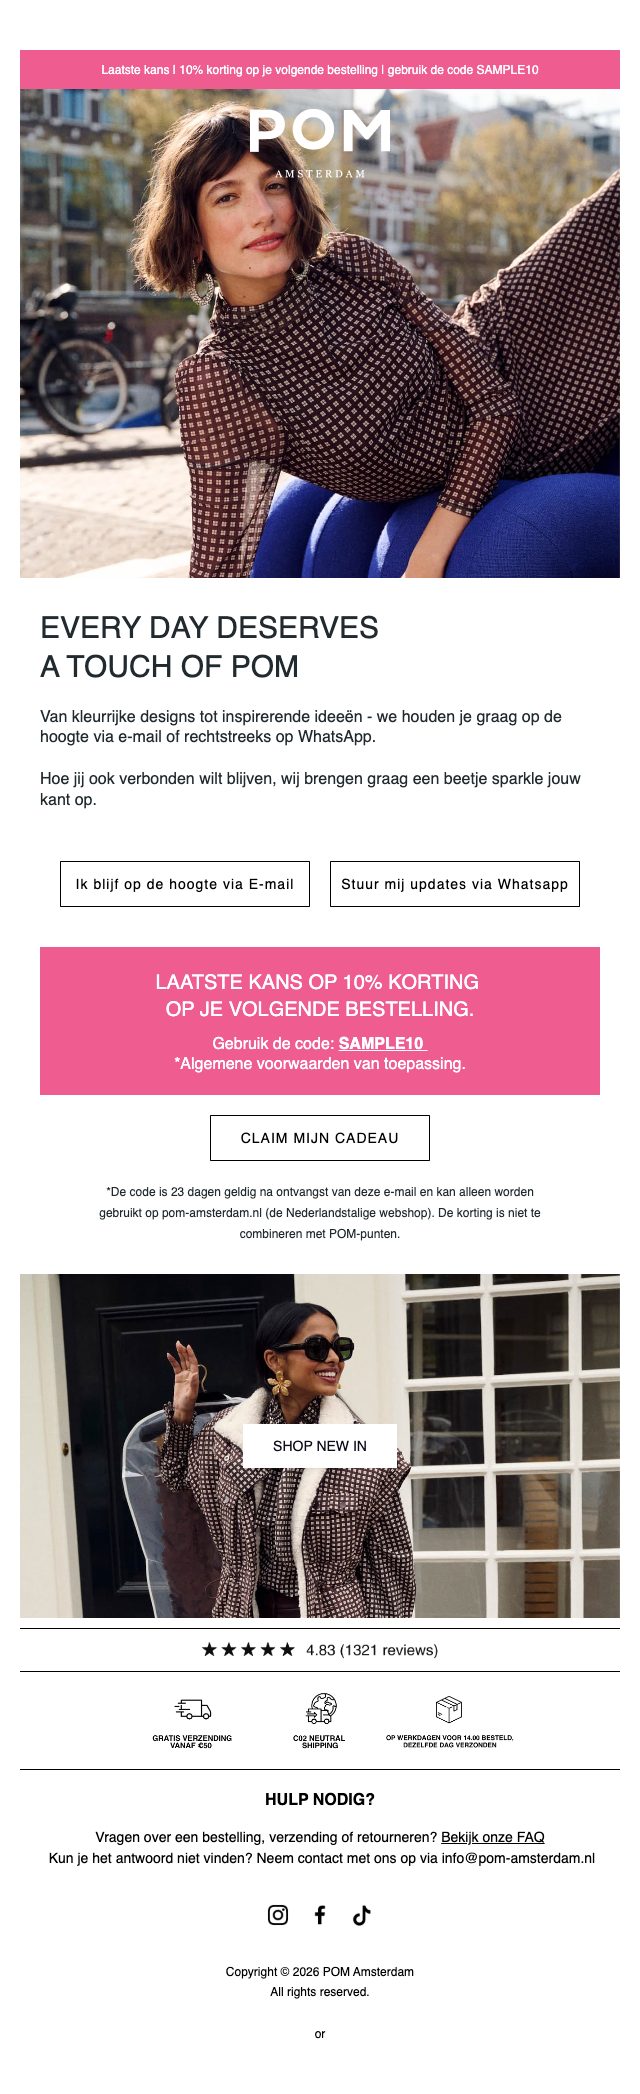 Laatste kans | 10% korting op je volgende bestelling | gebruik de code SAMPLE10
POM
AMSTERDAM
EVERY DAY DESERVES
A TOUCH OF POM
Van kleurrijke designs tot inspirerende ideeën - we houden je graag op de
hoogte via e-mail of rechtstreeks op WhatsApp.
Hoe jij ook verbonden wilt blijven, wij brengen graag een beetje sparkle jouw
kant op.
Ik blijf op de hoogte via E-mail
Stuur mij updates via Whatsapp
LAATSTE KANS OP 10% KORTING
OP JE VOLGENDE BESTELLING.
Gebruik de code: SAMPLE10
*Algemene voorwaarden van toepassing.
CLAIM MIJN CADEAU
*De code is 23 dagen geldig na ontvangst van deze e-mail en kan alleen worden
gebruikt op pom-amsterdam.nl (de Nederlandstalige webshop). De korting is niet te
combineren met POM-punten.
SHOP NEW IN
★★★★★ 4.83 (1321 reviews)
GRATIS VERZENDING
VANAF €50
C02 NEUTRAL
SHIPPING
OP WERKDAGEN VOOR 14.00 BESTELD.
DEZELFDE DAG VERZONDEN
HULP NODIG?
Vragen over een bestelling, verzending of retourneren? Bekijk onze FAQ
Kun je het antwoord niet vinden? Neem contact met ons op via info@pom-amsterdam.nl
Copyright © 2026 POM Amsterdam
All rights reserved.
or